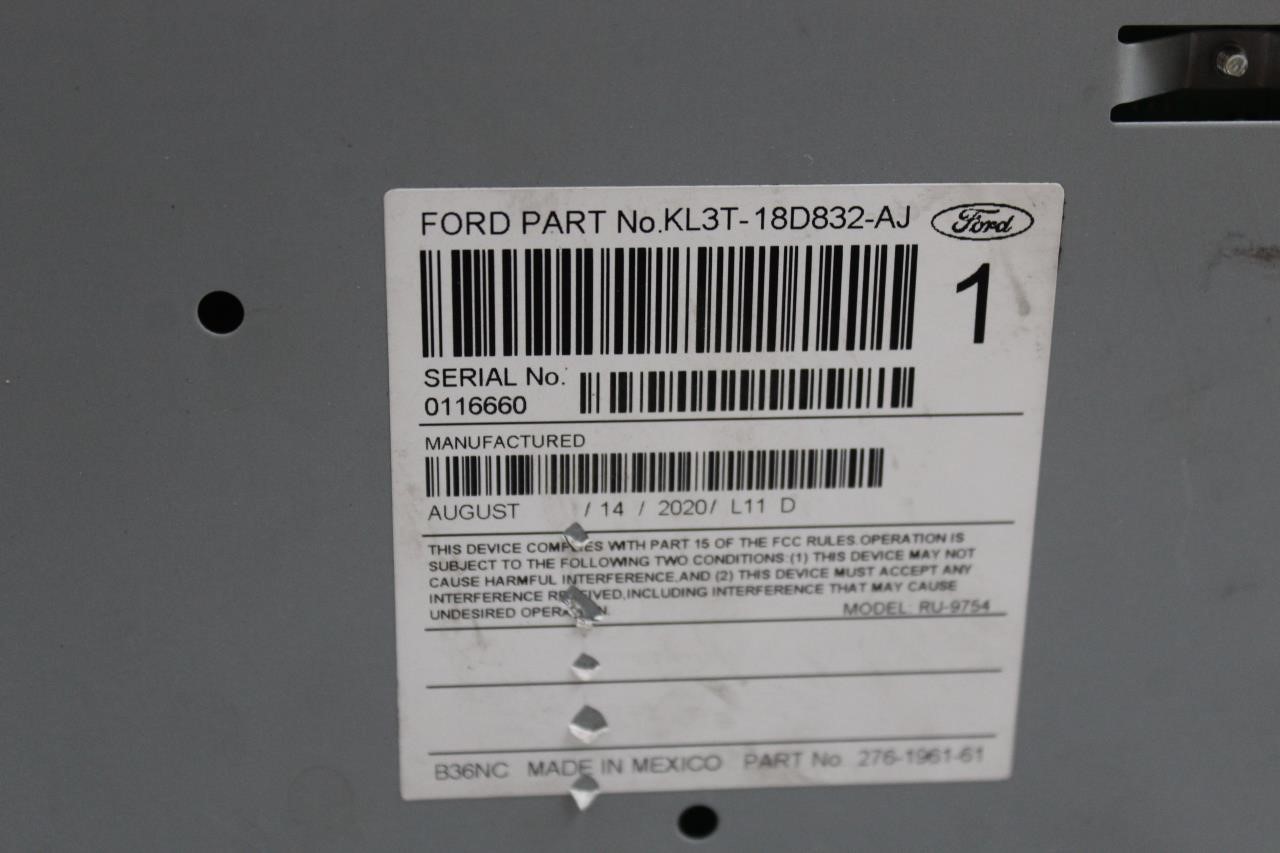 FORD PART No.KL3T-18D832-AJ Ford
1
SERIAL No.
0116660
MANUFACTURED
AUGUST / 14 / 2020/ L11 D
THIS DEVICE COMPLIES WITH PART 15 OF THE FCC RULES.OPERATION IS
SUBJECT TO THE FOLLOWING TWO CONDITIONS:(1) THIS DEVICE MAY NOT
CAUSE HARMFUL INTERFERENCE,AND (2) THIS DEVICE MUST ACCEPT ANY
INTERFERENCE RECEIVED,INCLUDING INTERFERENCE THAT MAY CAUSE
UNDESIRED OPERATION. MODEL: RU-9754
B36NC MADE IN MEXICO PART No 276-1961-61